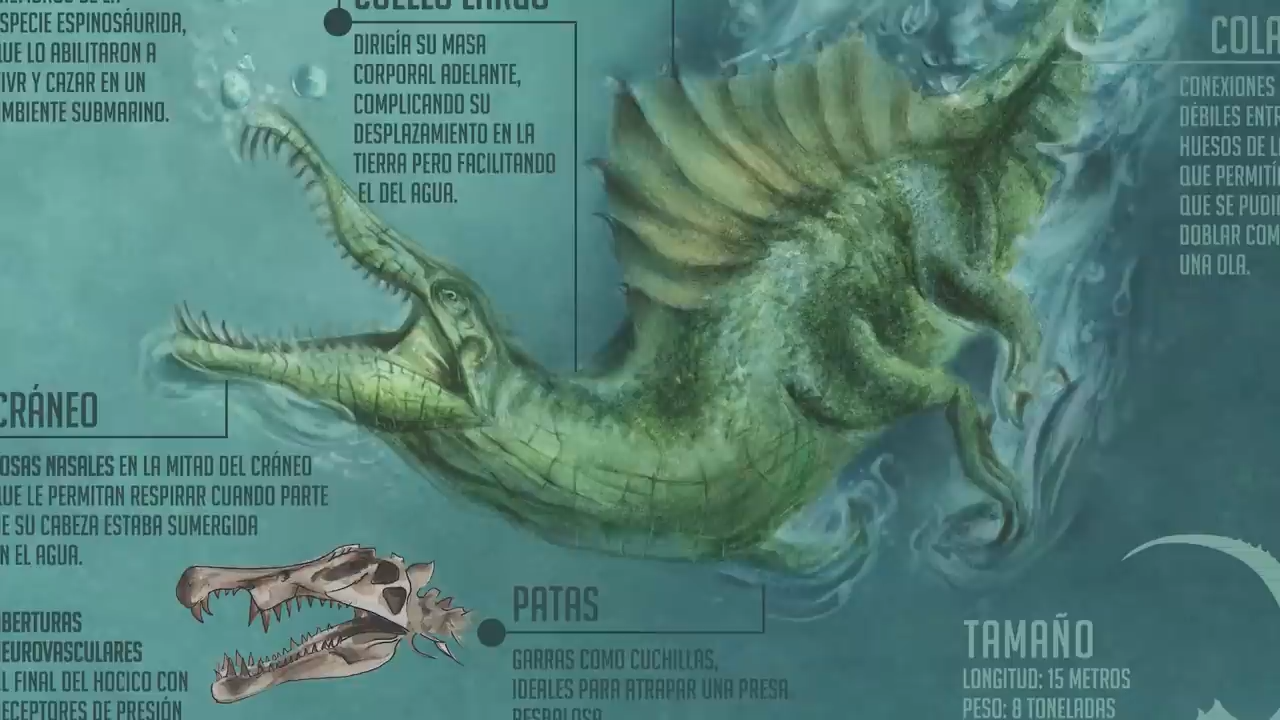 ESPECIE ESPINOSÁURIDA,
QUE LO ABILITARON A
VIVR Y CAZAR EN UN
AMBIENTE SUBMARINO.
CUELLO LARGO
DIRIGÍA SU MASA
CORPORAL ADELANTE,
COMPLICANDO SU
DESPLAZAMIENTO EN LA
TIERRA PERO FACILITANDO
EL DEL AGUA.
COLA
CONEXIONES
DÉBILES ENTR
HUESOS DE L
QUE PERMITÍ
QUE SE PUDI
DOBLAR COM
UNA OLA.
CRÁNEO
FOSAS NASALES EN LA MITAD DEL CRÁNEO
QUE LE PERMITAN RESPIRAR CUANDO PARTE
DE SU CABEZA ESTABA SUMERGIDA
EN EL AGUA.
ABERTURAS
NEUROVASCULARES
AL FINAL DEL HOCICO CON
RECEPTORES DE PRESIÓN
PATAS
GARRAS COMO CUCHILLAS,
IDEALES PARA ATRAPAR UNA PRESA
RESBALOSA
TAMAÑO
LONGITUD: 15 METROS
PESO: 8 TONELADAS